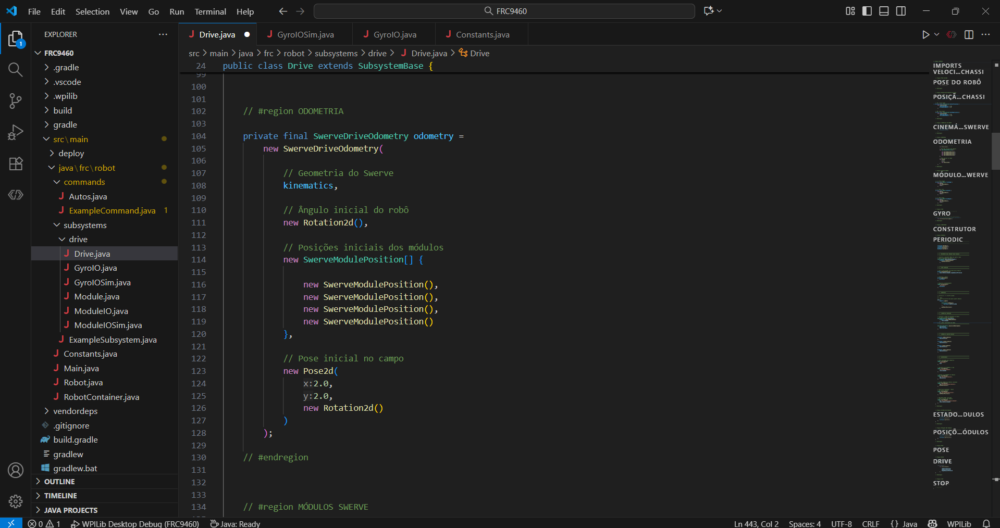 File Edit Selection View Go Run Terminal Help
FRC9460
EXPLORER
Drive.java
GyroIOSim.java
GyroIO.java
Constants.java
1
FRC9460
.gradle
.vscode
.wpilib
build
gradle
src\main
deploy
java\frc\robot
commands
Autos.java
ExampleCommand.java 1
subsystems
drive
Drive.java
GyroIO.java
GyroIOSim.java
Module.java
ModuleIO.java
ModuleIOSim.java
ExampleSubsystem.java
Constants.java
Main.java
Robot.java
RobotContainer.java
vendordeps
.gitignore
build.gradle
gradlew
gradlew.bat
OUTLINE
TIMELINE
JAVA PROJECTS
src > main > java > frc > robot > subsystems > drive > Drive.java > Drive
24 public class Drive extends SubsystemBase {
99
100
101
102 // #region ODOMETRIA
103
104 private final SwerveDriveOdometry odometry =
105 new SwerveDriveOdometry(
106
107 // Geometria do Swerve
108 kinematics,
109
110 // Ângulo inicial do robô
111 new Rotation2d(),
112
113 // Posições iniciais dos módulos
114 new SwerveModulePosition[] {
115
116 new SwerveModulePosition(),
117 new SwerveModulePosition(),
118 new SwerveModulePosition(),
119 new SwerveModulePosition()
120 },
121
122 // Pose inicial no campo
123 new Pose2d(
124 x:2.0,
125 y:2.0,
126 new Rotation2d()
127 )
128 );
129
130 // #endregion
131
132
133
134 // #region MÓDULOS SWERVE
IMPORTS
VELOCI...CHASSI
POSE DO ROBÔ
POSIÇÃ...CHASSI
CINEMÁ...SWERVE
ODOMETRIA
MÓDULO...WERVE
GYRO
CONSTRUTOR
PERIODIC
ESTADO...DULOS
POSIÇÕ...ÓDULOS
POSE
DRIVE
STOP
0 1 WPILib Desktop Debug (FRC9460) Java: Ready
Ln 443, Col 2 Spaces: 4 UTF-8 CRLF {} Java WPILib